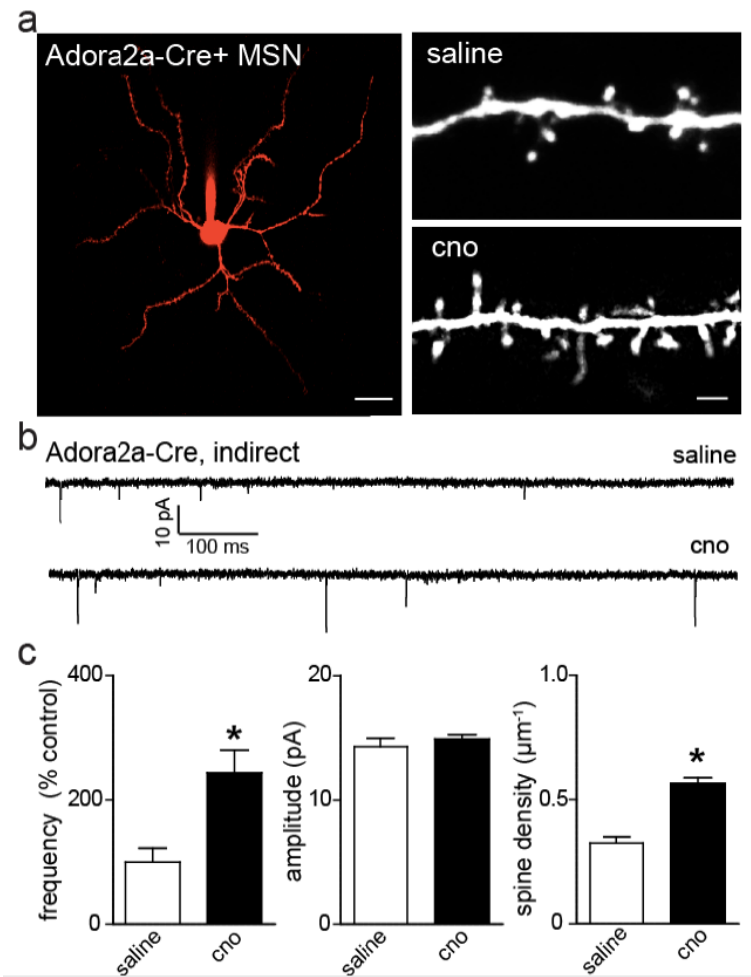 a
Adora2a-Cre+ MSN
saline
cno
b
Adora2a-Cre, indirect
saline
10 pA
100 ms
cno
c
frequency (% control)
400
200
0
*
saline
cno
amplitude (pA)
20
10
0
saline
cno
spine density (µm⁻¹)
1.0
0.5
0
*
saline
cno